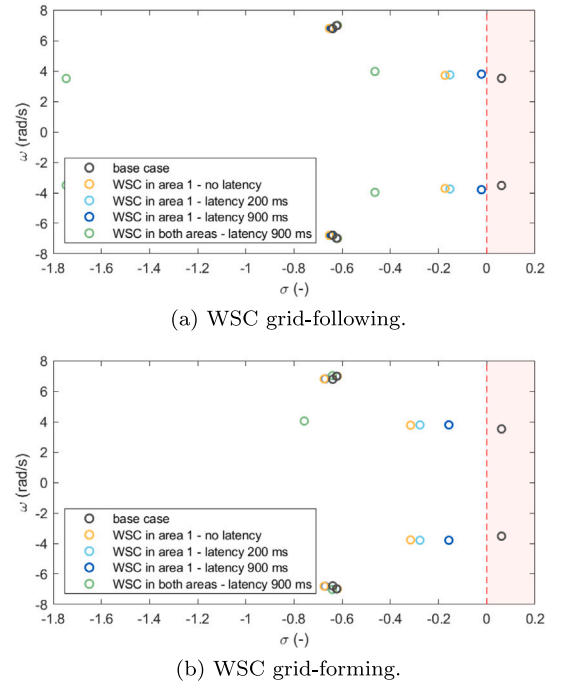 8
6
4
2
0
-2
-4
-6
-8
ω (rad/s)
base case
WSC in area 1 - no latency
WSC in area 1 - latency 200 ms
WSC in area 1 - latency 900 ms
WSC in both areas - latency 900 ms
-1.8 -1.6 -1.4 -1.2 -1 -0.8 -0.6 -0.4 -0.2 0 0.2
σ (-)
(a) WSC grid-following.
8
6
4
2
0
-2
-4
-6
-8
ω (rad/s)
base case
WSC in area 1 - no latency
WSC in area 1 - latency 200 ms
WSC in area 1 - latency 900 ms
WSC in both areas - latency 900 ms
-1.8 -1.6 -1.4 -1.2 -1 -0.8 -0.6 -0.4 -0.2 0 0.2
σ (-)
(b) WSC grid-forming.